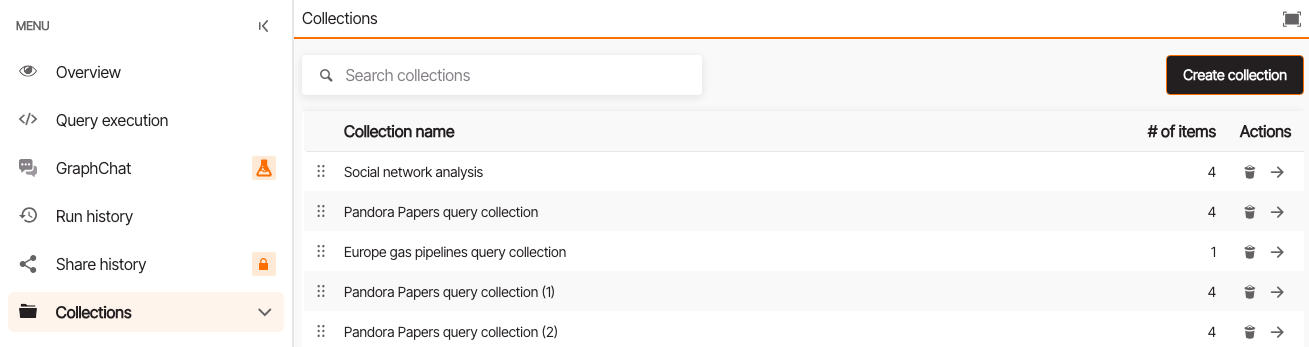 MENU
Overview
Query execution
GraphChat
Run history
Share history
Collections
Collections
Search collections
Create collection
Collection name # of items Actions
Social network analysis 4
Pandora Papers query collection 4
Europe gas pipelines query collection 1
Pandora Papers query collection (1) 4
Pandora Papers query collection (2) 4